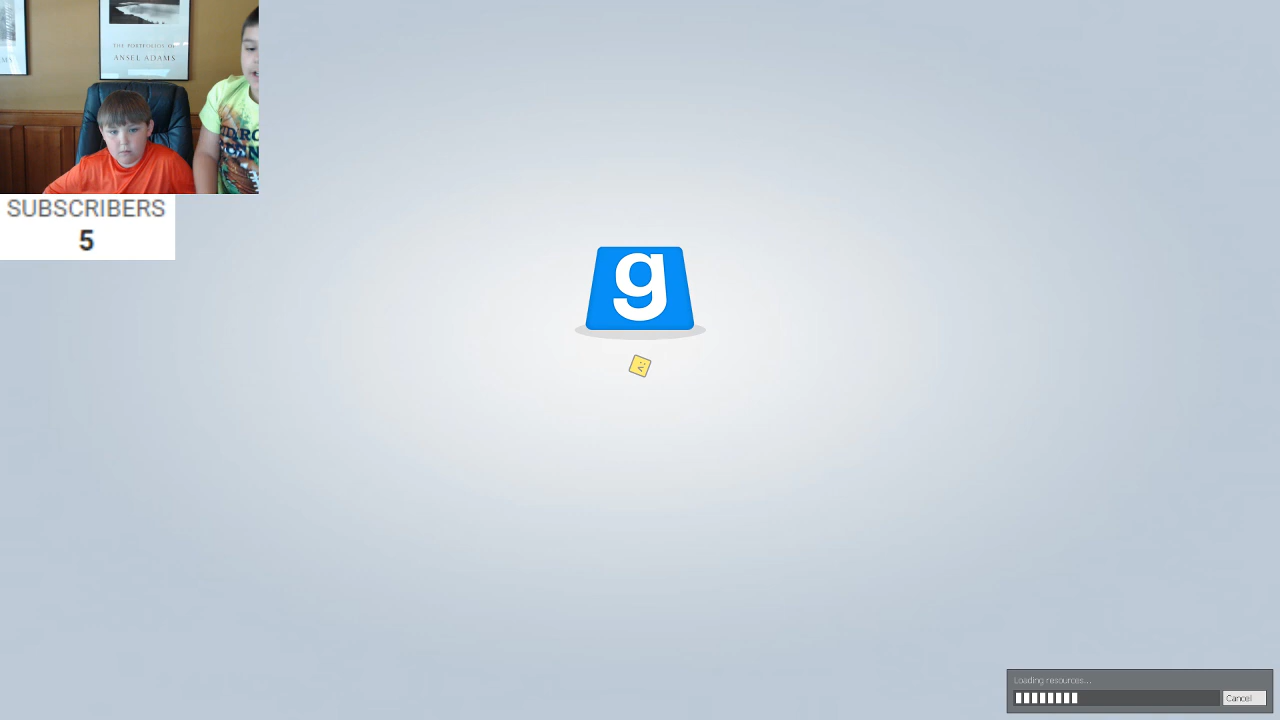 THE PORTFOLIOS OF
ANSEL ADAMS
SUBSCRIBERS
5
g
Loading resources...
Cancel